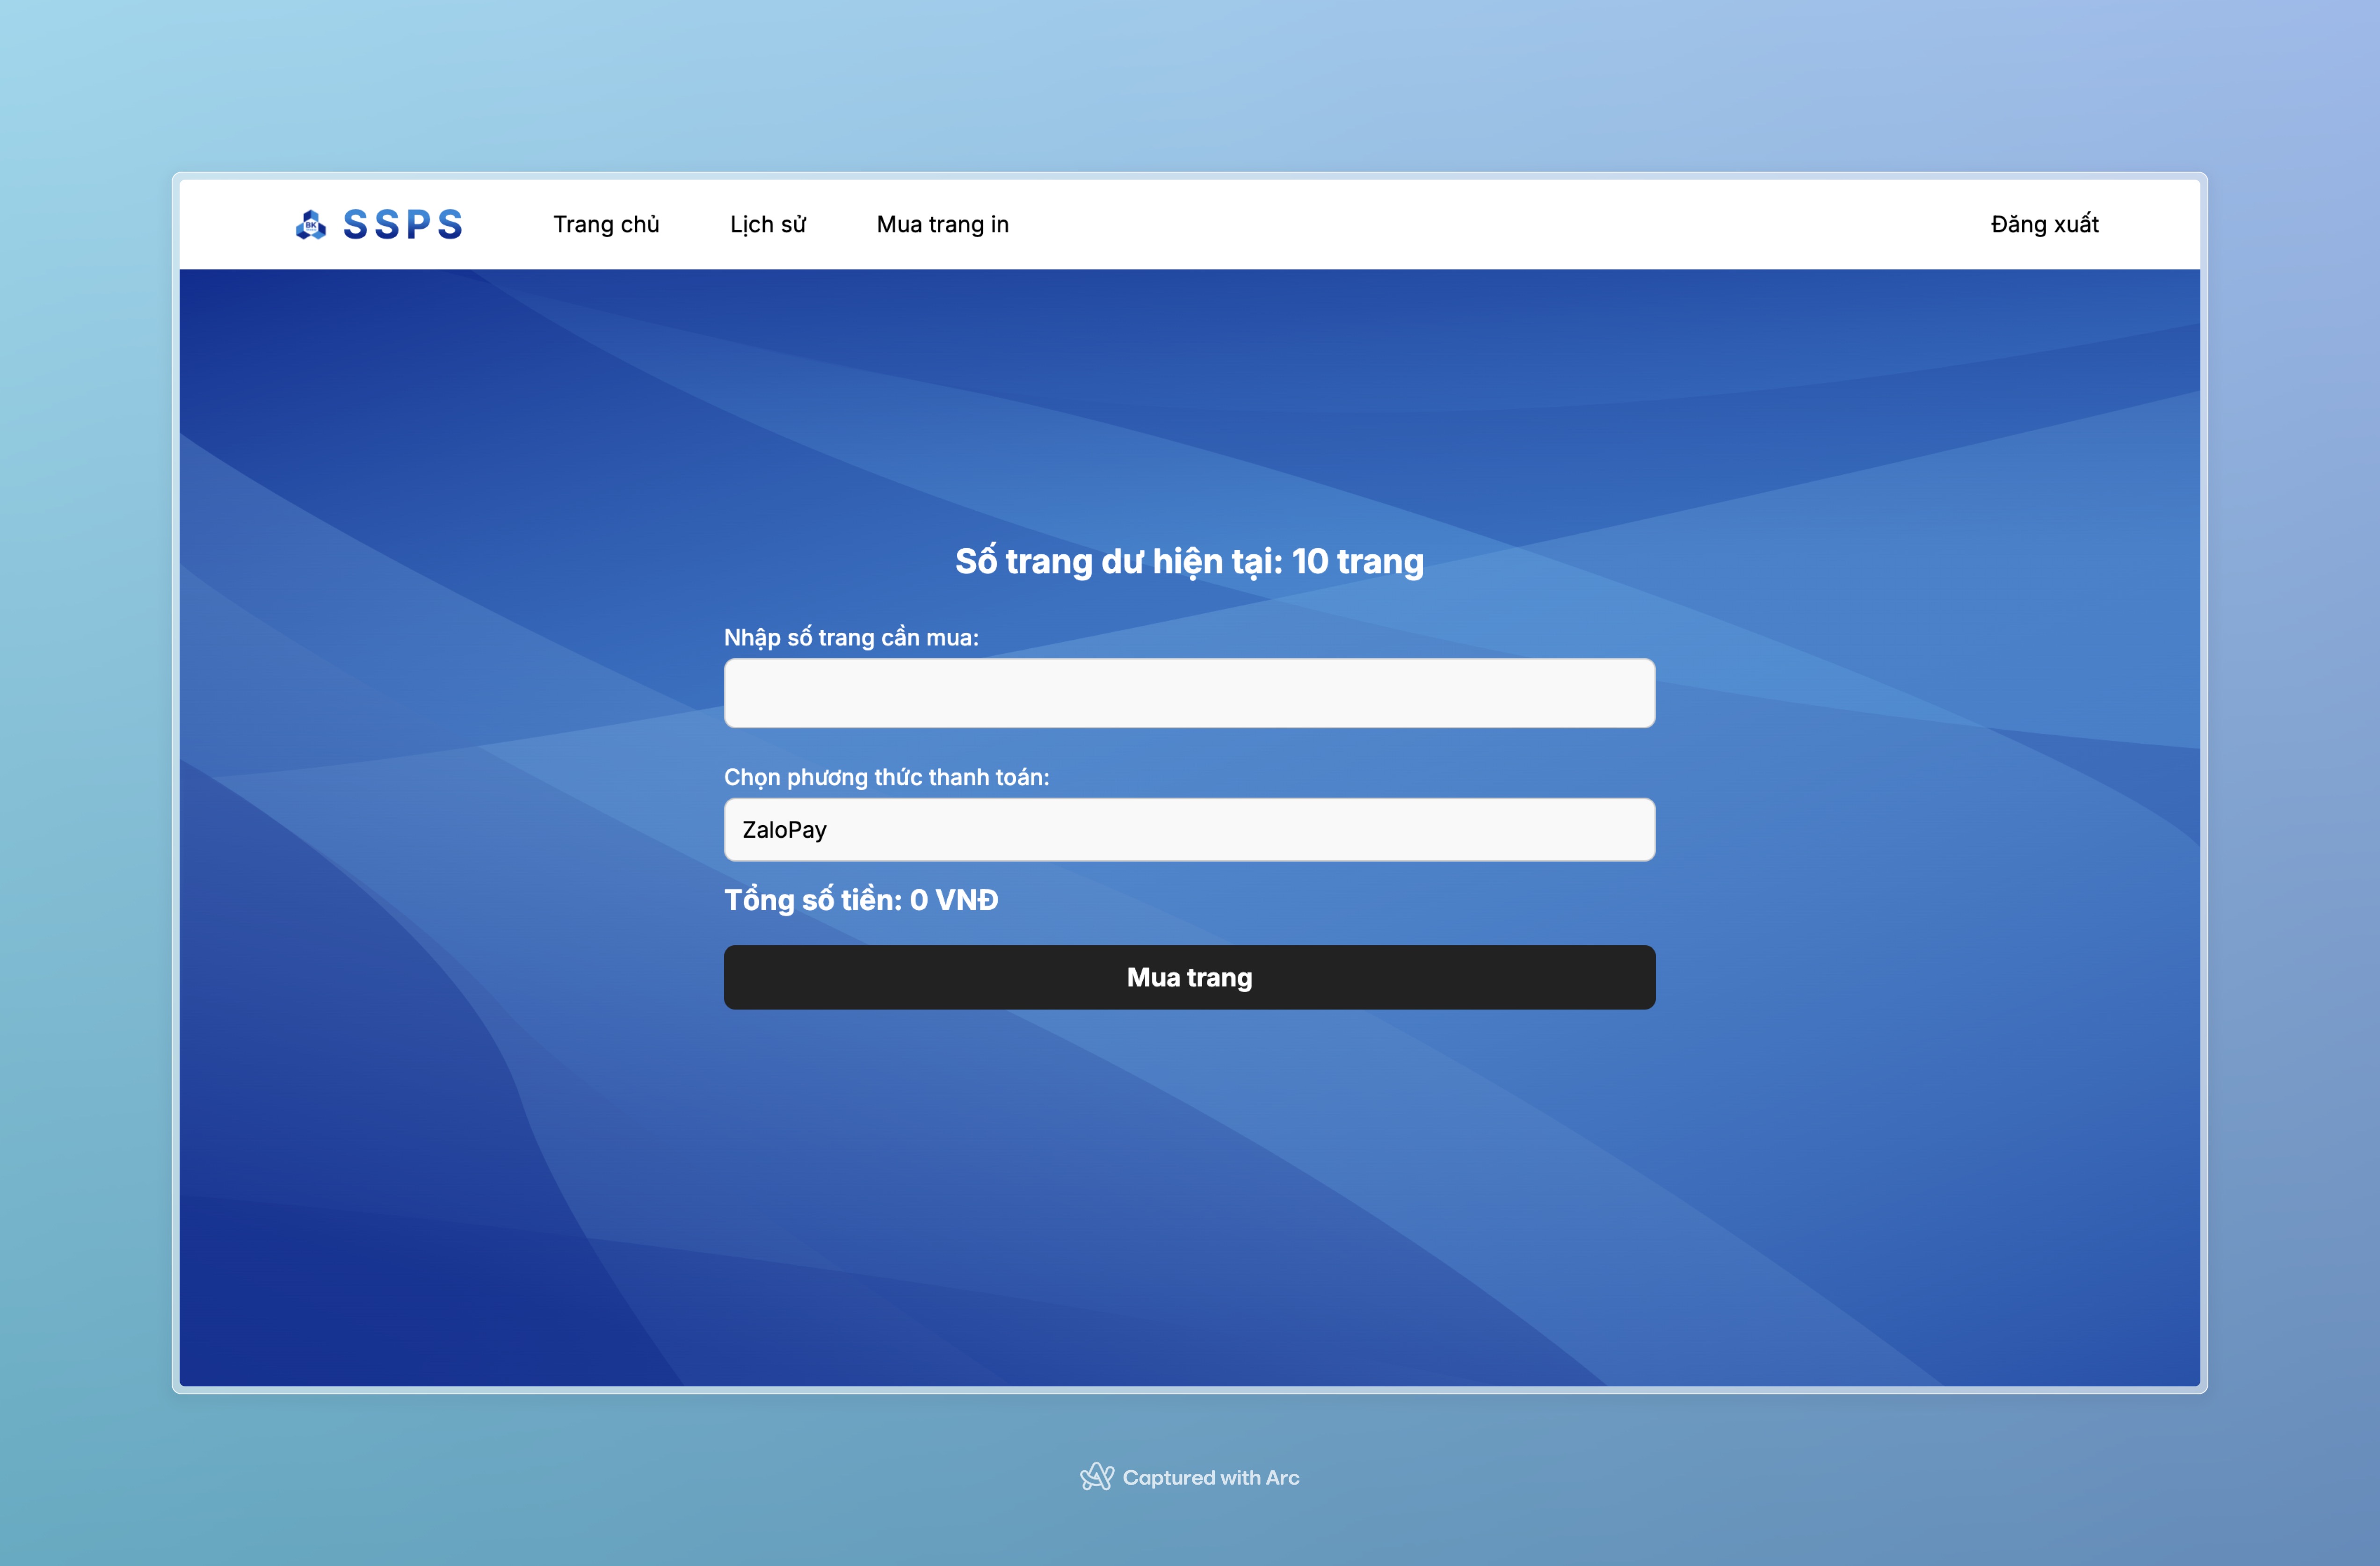 BK
SSPS
Trang chủ
Lịch sử
Mua trang in
Đăng xuất
Số trang dư hiện tại: 10 trang
Nhập số trang cần mua:
Chọn phương thức thanh toán:
ZaloPay
Tổng số tiền: 0 VNĐ
Mua trang
Captured with Arc